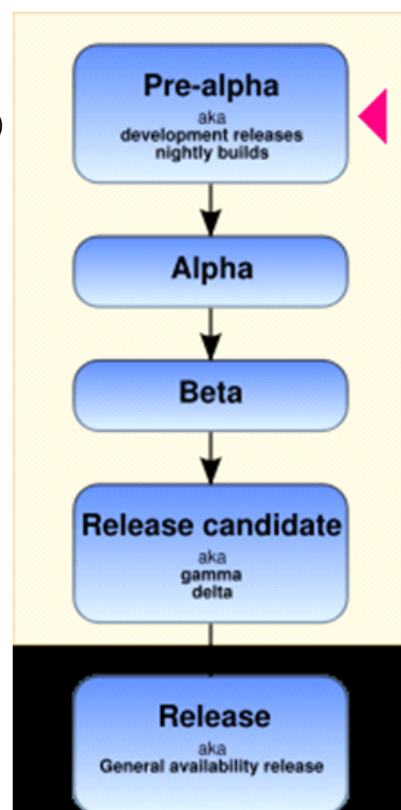 )
Pre-alpha
aka
development releases
nightly builds
Alpha
Beta
Release candidate
aka
gamma
delta
Release
aka
General availability release